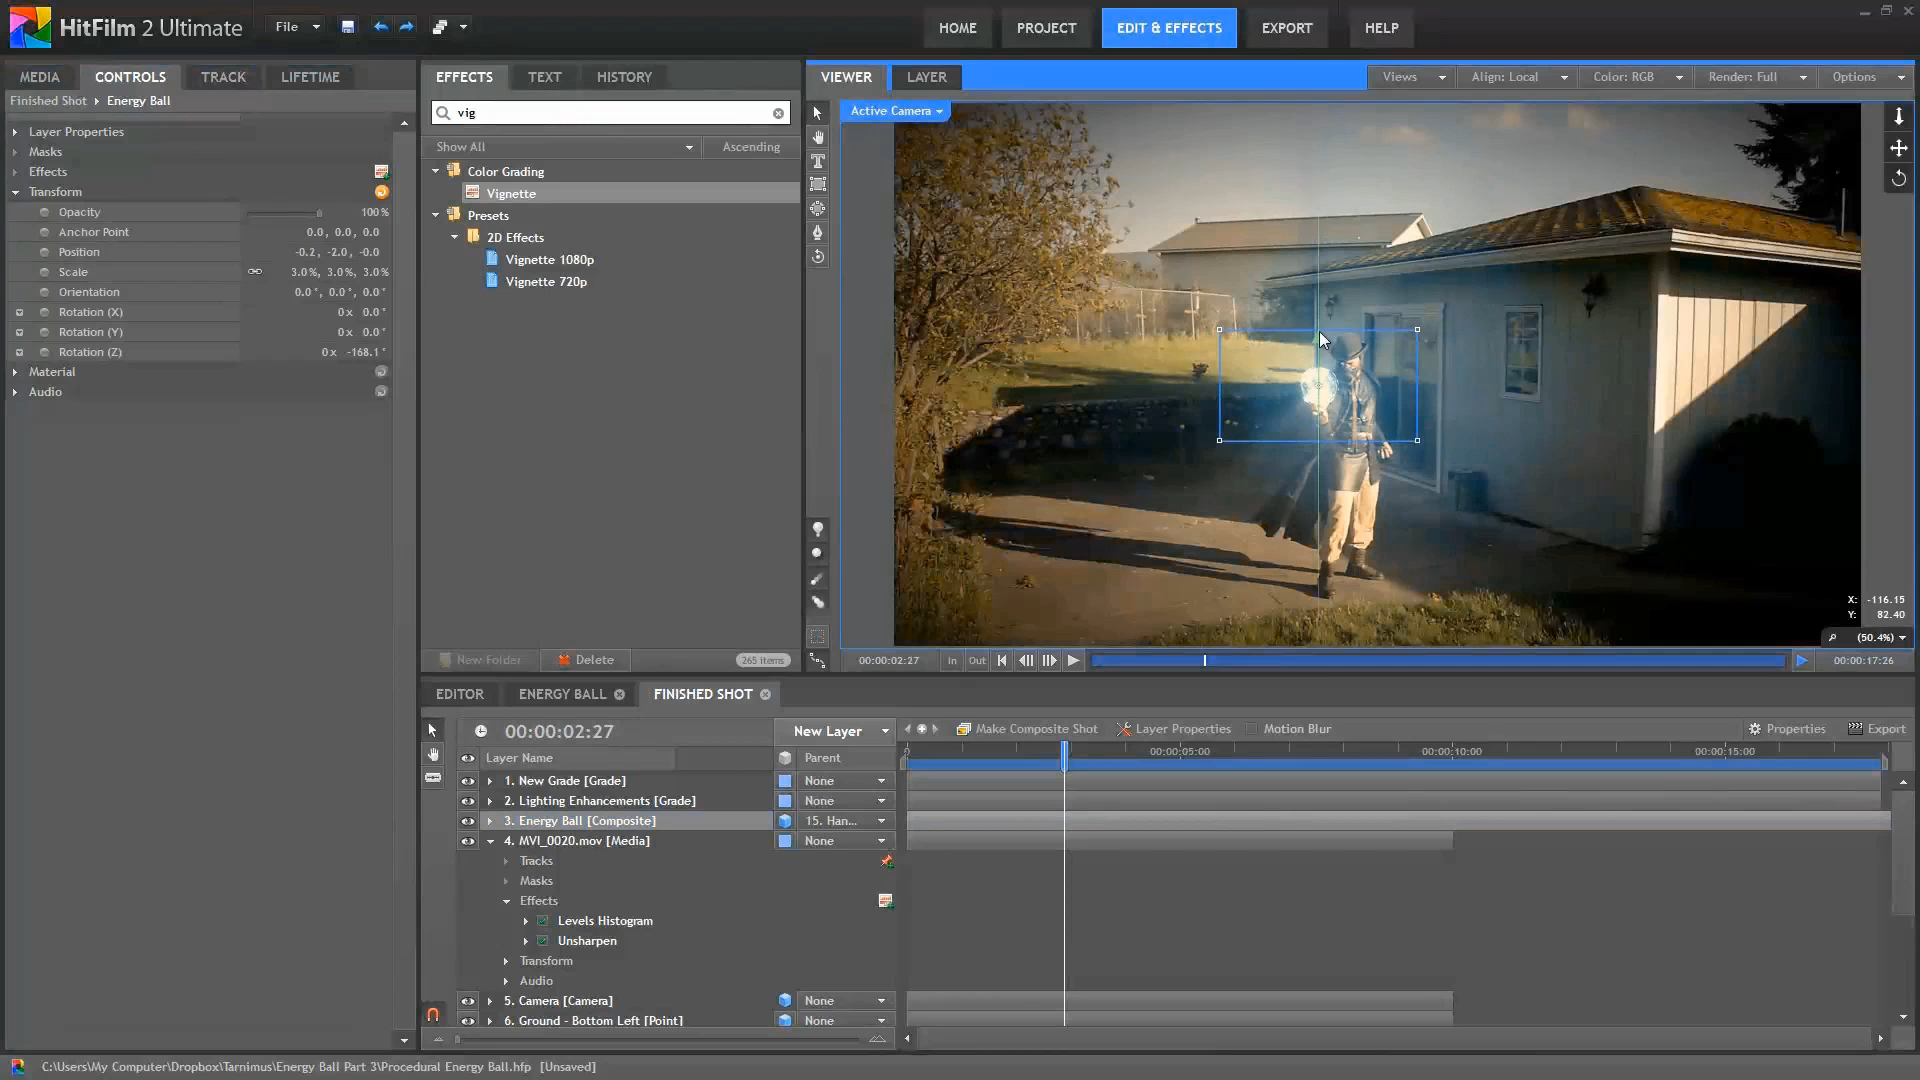 HitFilm 2 Ultimate
File
HOME
PROJECT
EDIT & EFFECTS
EXPORT
HELP
MEDIA
CONTROLS
TRACK
LIFETIME
Finished Shot
Energy Ball
Layer Properties
Masks
Effects
Transform
Opacity 100%
Anchor Point 0.0, 0.0, 0.0
Position -0.2, -2.0, -0.0
Scale 3.0%, 3.0%, 3.0%
Orientation 0.0°, 0.0°, 0.0°
Rotation (X) 0x 0.0°
Rotation (Y) 0x 0.0°
Rotation (Z) 0x -168.1°
Material
Audio
EFFECTS
TEXT
HISTORY
vig
Show All
Ascending
Color Grading
Vignette
Presets
2D Effects
Vignette 1080p
Vignette 720p
New Folder
Delete
265 items
VIEWER
LAYER
Views
Align: Local
Color: RGB
Render: Full
Options
Active Camera
X: -116.15
Y: 82.40
(50.4%)
00:00:02:27
In
Out
00:00:17:26
EDITOR
ENERGY BALL
FINISHED SHOT
00:00:02:27
New Layer
Make Composite Shot
Layer Properties
Motion Blur
Properties
Export
Layer Name
Parent
0
00:00:05:00
00:00:10:00
00:00:15:00
1. New Grade [Grade] None
2. Lighting Enhancements [Grade] None
3. Energy Ball [Composite] 15. Han...
4. MVI_0020.mov [Media] None
Tracks
Masks
Effects
Levels Histogram
Unsharpen
Transform
Audio
5. Camera [Camera] None
6. Ground - Bottom Left [Point] None
C:\Users\My Computer\Dropbox\Tarnimus\Energy Ball Part 3\Procedural Energy Ball.hfp [Unsaved]